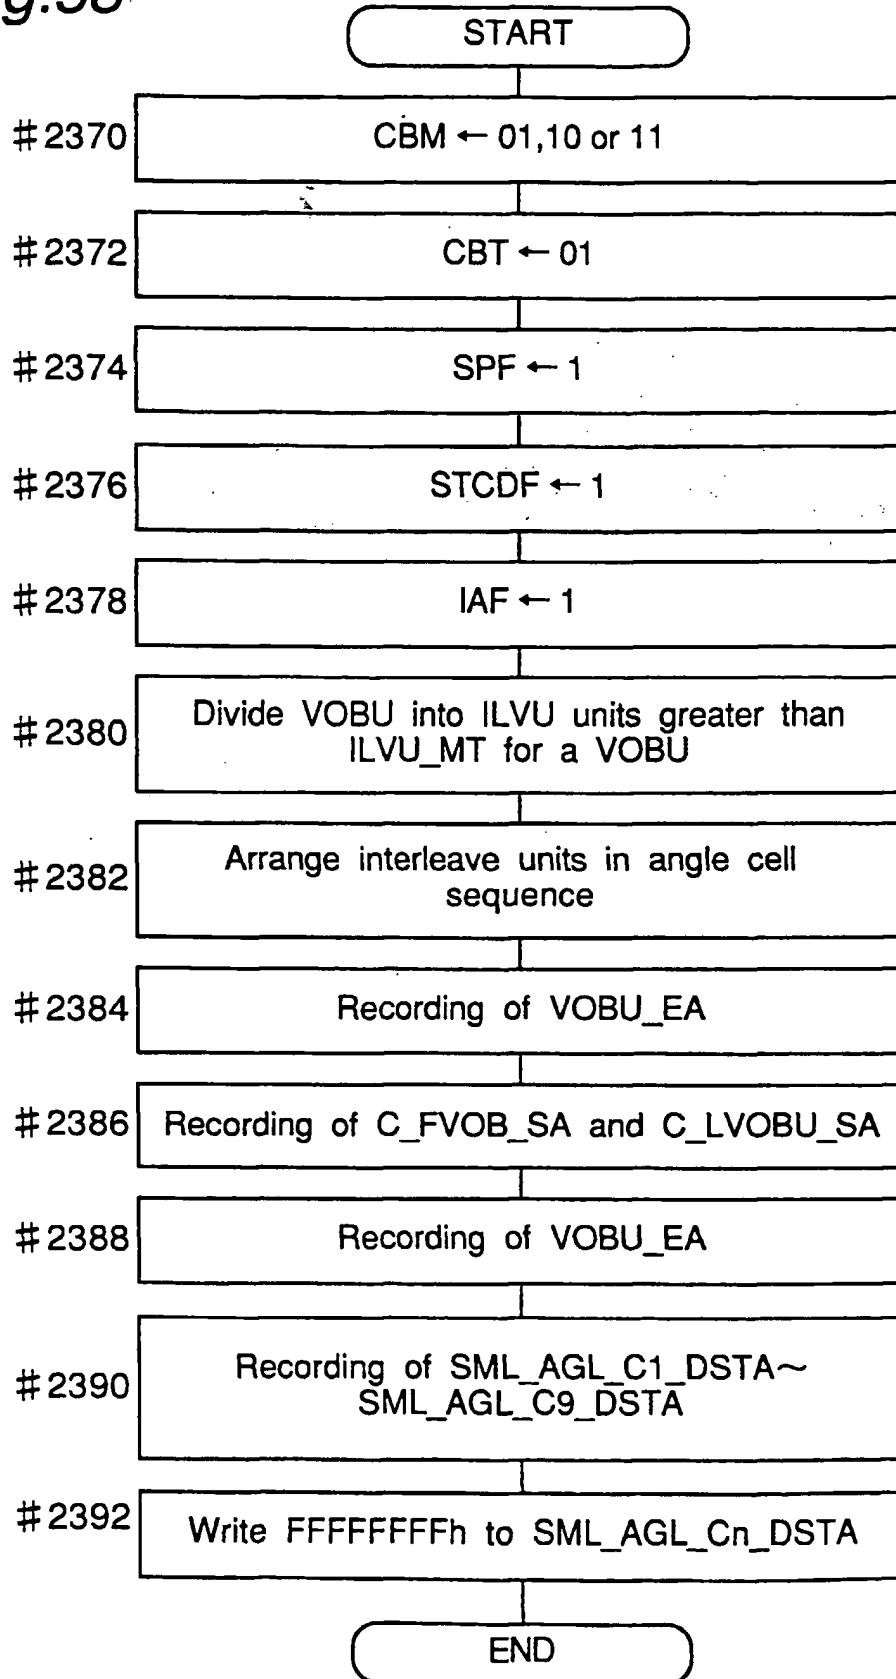 g.58
START
#2370
CBM ← 01,10 or 11
#2372
CBT ← 01
#2374
SPF ← 1
#2376
STCDF ← 1
#2378
IAF ← 1
#2380
Divide VOBU into ILVU units greater than
ILVU_MT for a VOBU
#2382
Arrange interleave units in angle cell
sequence
#2384
Recording of VOBU_EA
#2386
Recording of C_FVOB_SA and C_LVOBU_SA
#2388
Recording of VOBU_EA
#2390
Recording of SML_AGL_C1_DSTA~
SML_AGL_C9_DSTA
#2392
Write FFFFFFFFh to SML_AGL_Cn_DSTA
END